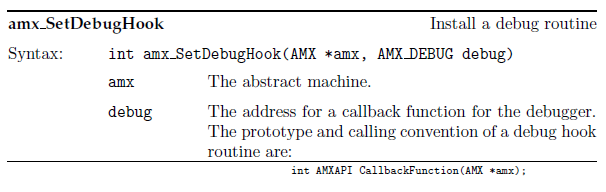 amx_SetDebugHook Install a debug routine
Syntax: int amx_SetDebugHook(AMX *amx, AMX_DEBUG debug)
amx The abstract machine.
debug The address for a callback function for the debugger.
The prototype and calling convention of a debug hook
routine are:
int AMXAPI CallbackFunction(AMX *amx);